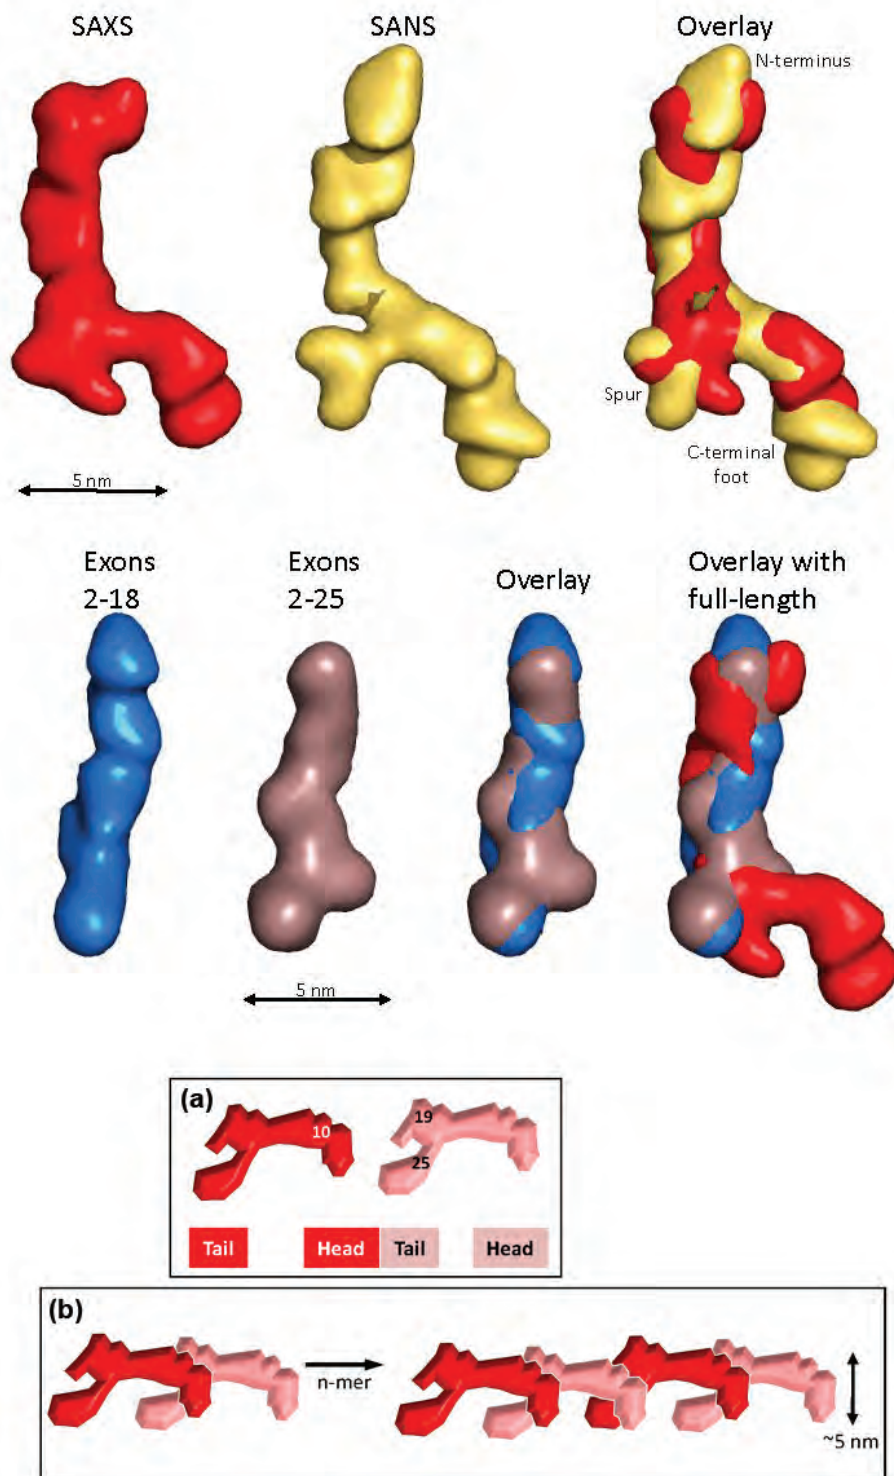 SAXS
SANS
Overlay
N-terminus
Spur
C-terminal
foot
5 nm
Exons
2-18
Exons
2-25
Overlay
Overlay with
full-length
5 nm
(a)
10
19
25
Tail
Head
Tail
Head
(b)
n-mer
~5 nm